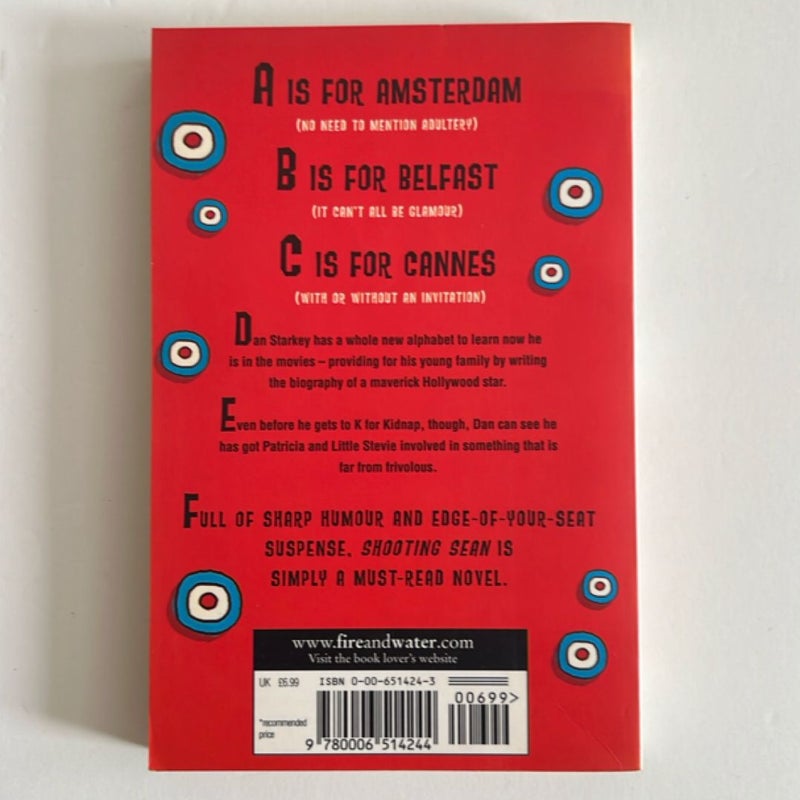 A IS FOR AMSTERDAM
(NO NEED TO MENTION ADULTERY)
B IS FOR BELFAST
(IT CAN'T ALL BE GLAMOUR)
C IS FOR CANNES
(WITH OR WITHOUT AN INVITATION)
Dan Starkey has a whole new alphabet to learn now he
is in the movies – providing for his young family by writing
the biography of a maverick Hollywood star.
Even before he gets to K for Kidnap, though, Dan can see he
has got Patricia and Little Stevie involved in something that is
far from frivolous.
FULL OF SHARP HUMOUR AND EDGE-OF-YOUR-SEAT
SUSPENSE, SHOOTING SEAN IS
SIMPLY A MUST-READ NOVEL.
www.fireandwater.com
Visit the book lover's website
UK £6.99
ISBN 0-00-651424-3
00699>
*recommended
price
9 780006 514244